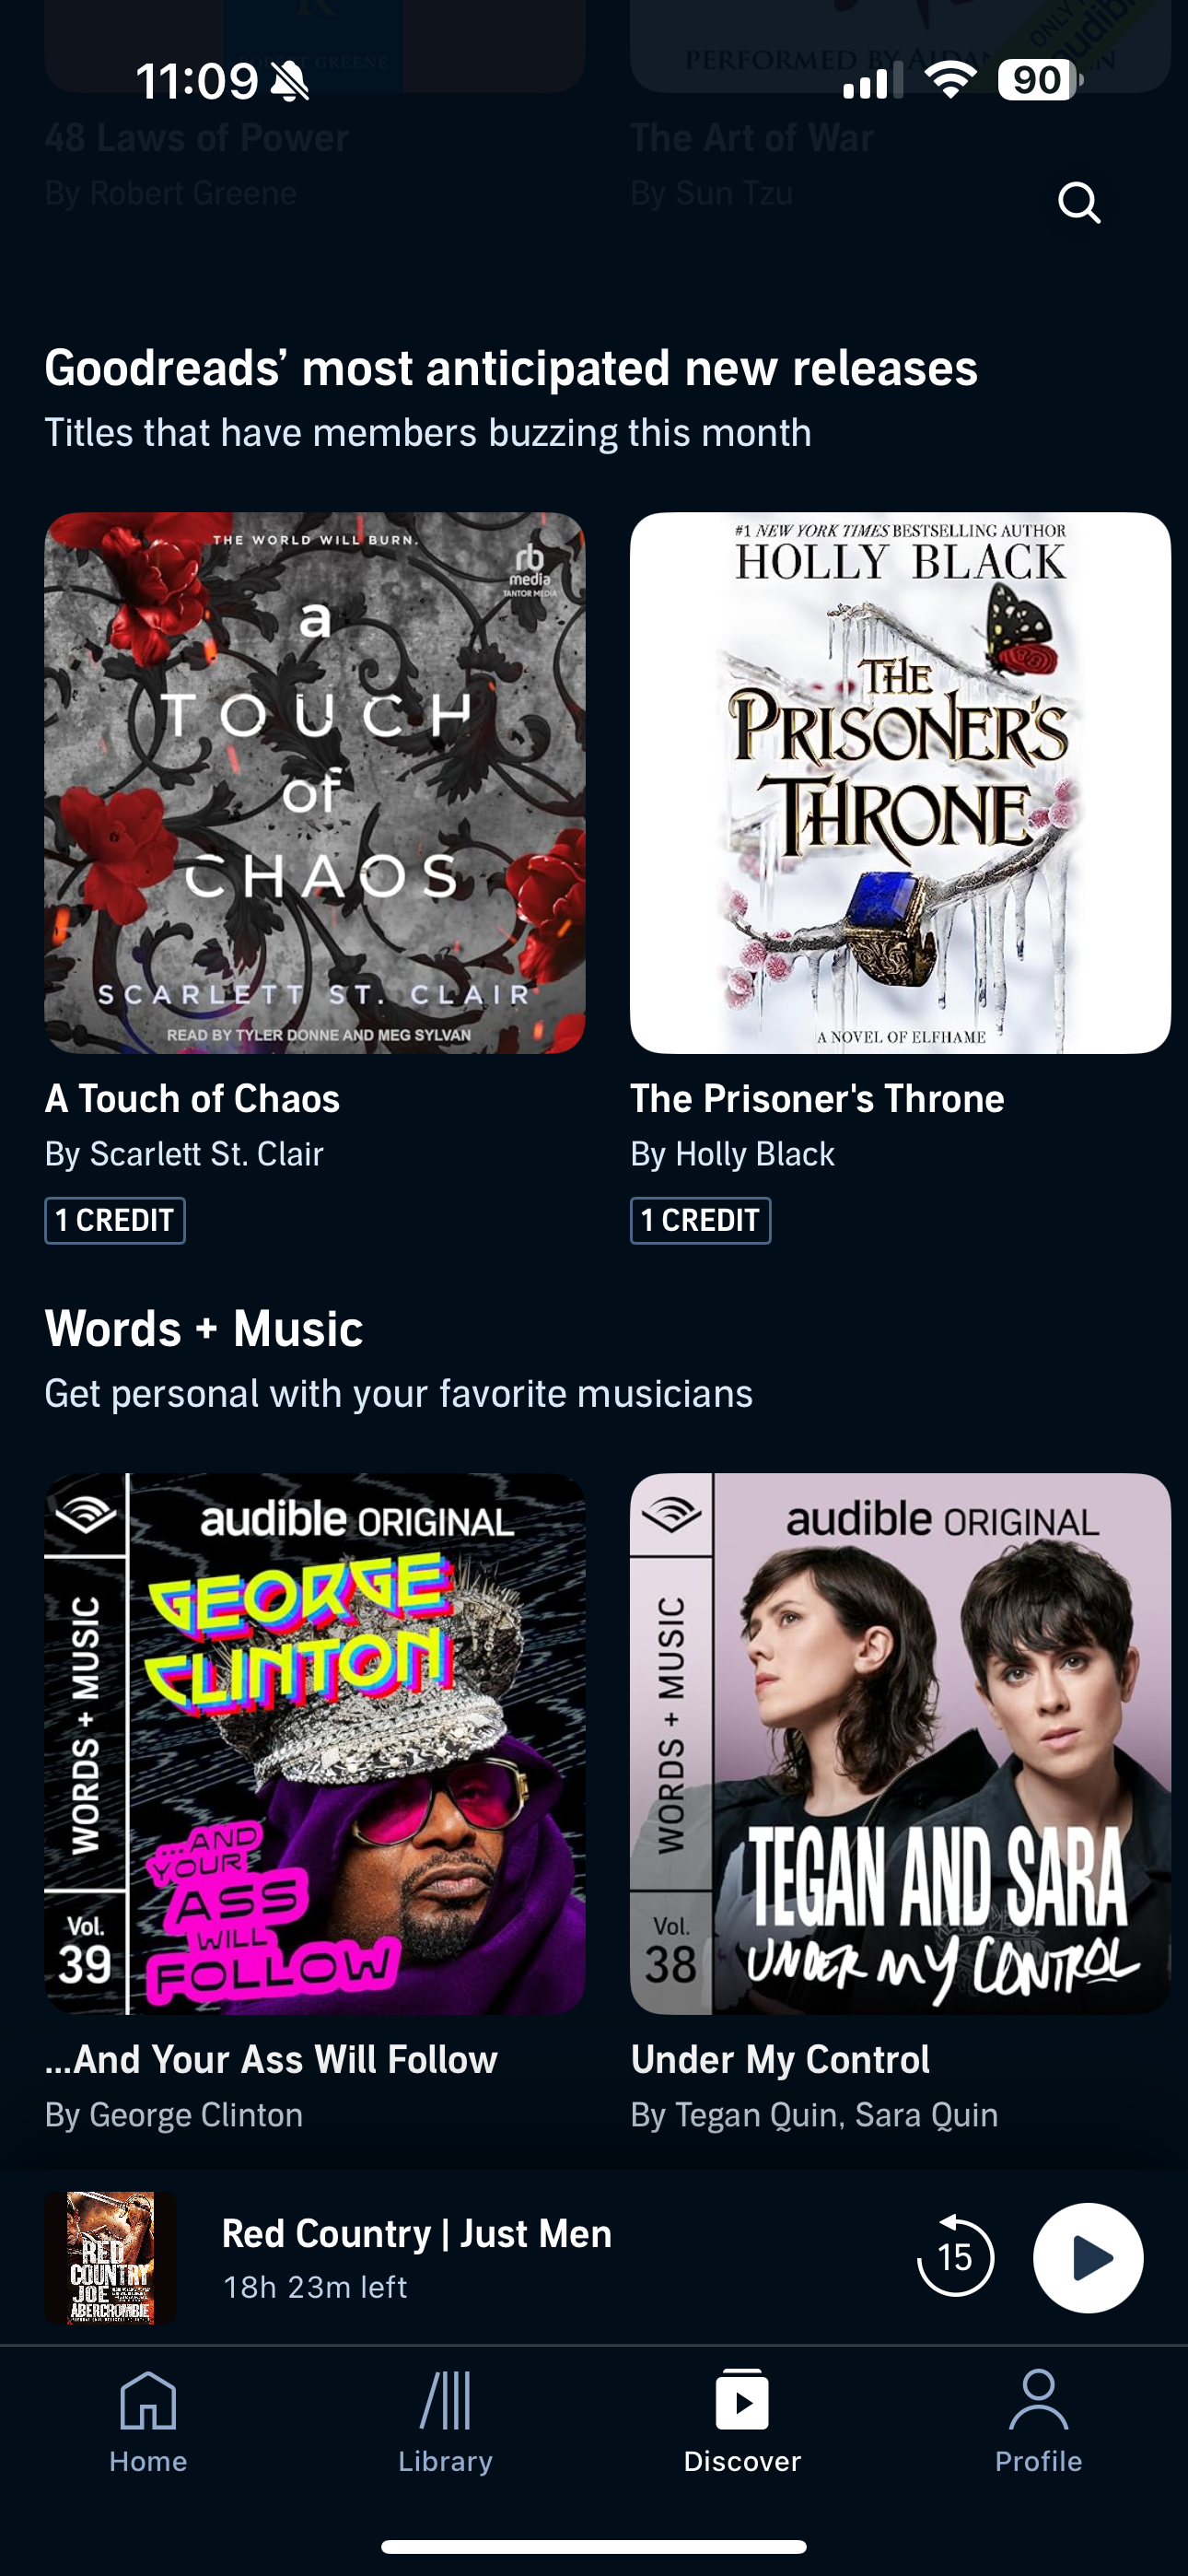 GREENE
PERFORMED BY
ONLY
audible
11:09
90
48 Laws of Power
The Art of War
By Robert Greene
By Sun Tzu
Goodreads’ most anticipated new releases
Titles that have members buzzing this month
THE WORLD WILL BURN.
rb
media
TANTOR MEDIA
a
TOUCH
of
CHAOS
SCARLETT ST. CLAIR
READ BY TYLER DONNE AND MEG SYLVAN
#1 NEW YORK TIMES BESTSELLING AUTHOR
HOLLY BLACK
THE
PRISONER'S
THRONE
A NOVEL OF ELFHAME
A Touch of Chaos
By Scarlett St. Clair
1 CREDIT
The Prisoner's Throne
By Holly Black
1 CREDIT
Words + Music
Get personal with your favorite musicians
audible ORIGINAL
WORDS + MUSIC
Vol.
39
GEORGE
CLINTON
...AND
YOUR
ASS
WILL
FOLLOW
audible ORIGINAL
WORDS + MUSIC
Vol.
38
TEGAN AND SARA
UNDER MY CONTROL
...And Your Ass Will Follow
By George Clinton
Under My Control
By Tegan Quin, Sara Quin
RED
COUNTRY
JOE
ABERCROMBIE
Red Country | Just Men
18h 23m left
15
Home
Library
Discover
Profile